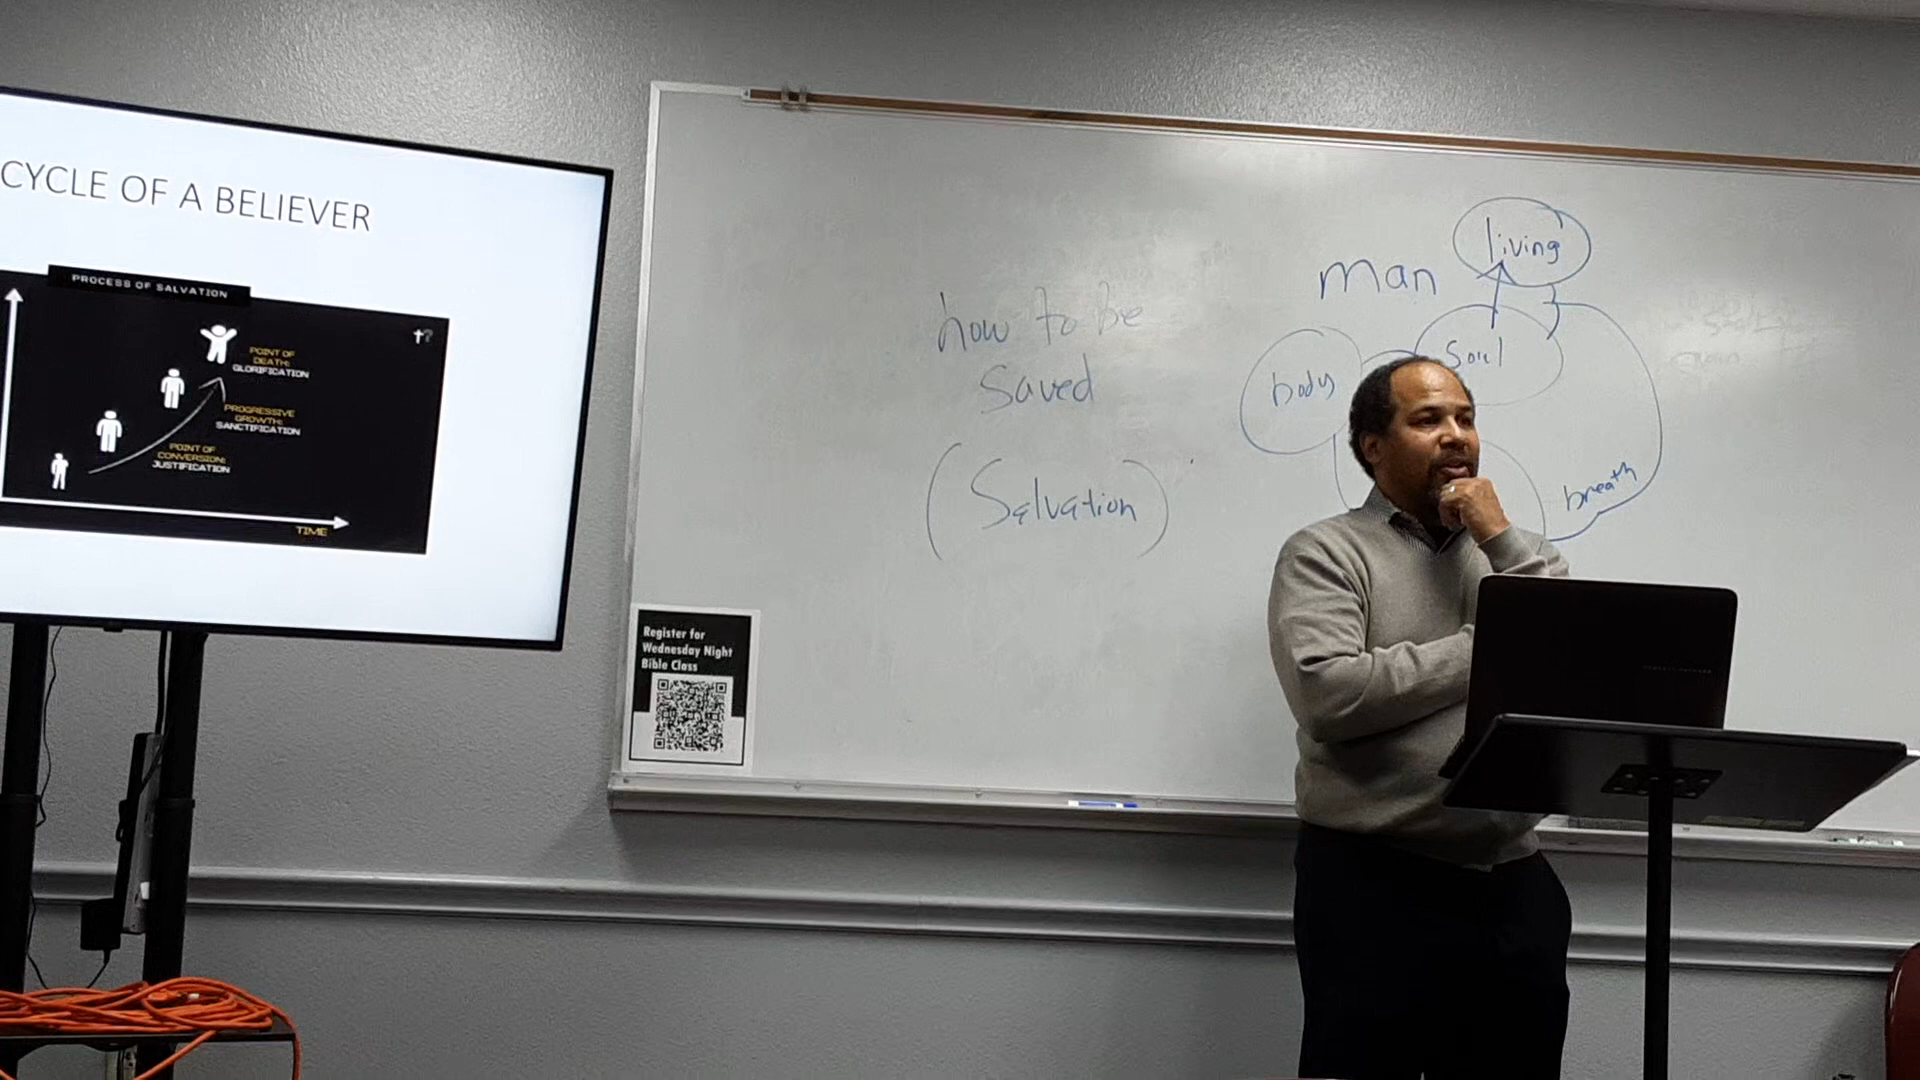 CYCLE OF A BELIEVER
PROCESS OF SALVATION
POINT OF
DEATH:
GLORIFICATION
PROGRESSIVE
GROWTH:
SANCTIFICATION
POINT OF
CONVERSION:
JUSTIFICATION
TIME
how to be
saved
(Salvation)
man
living
soul
body
breath
Register for
Wednesday Night
Bible Class